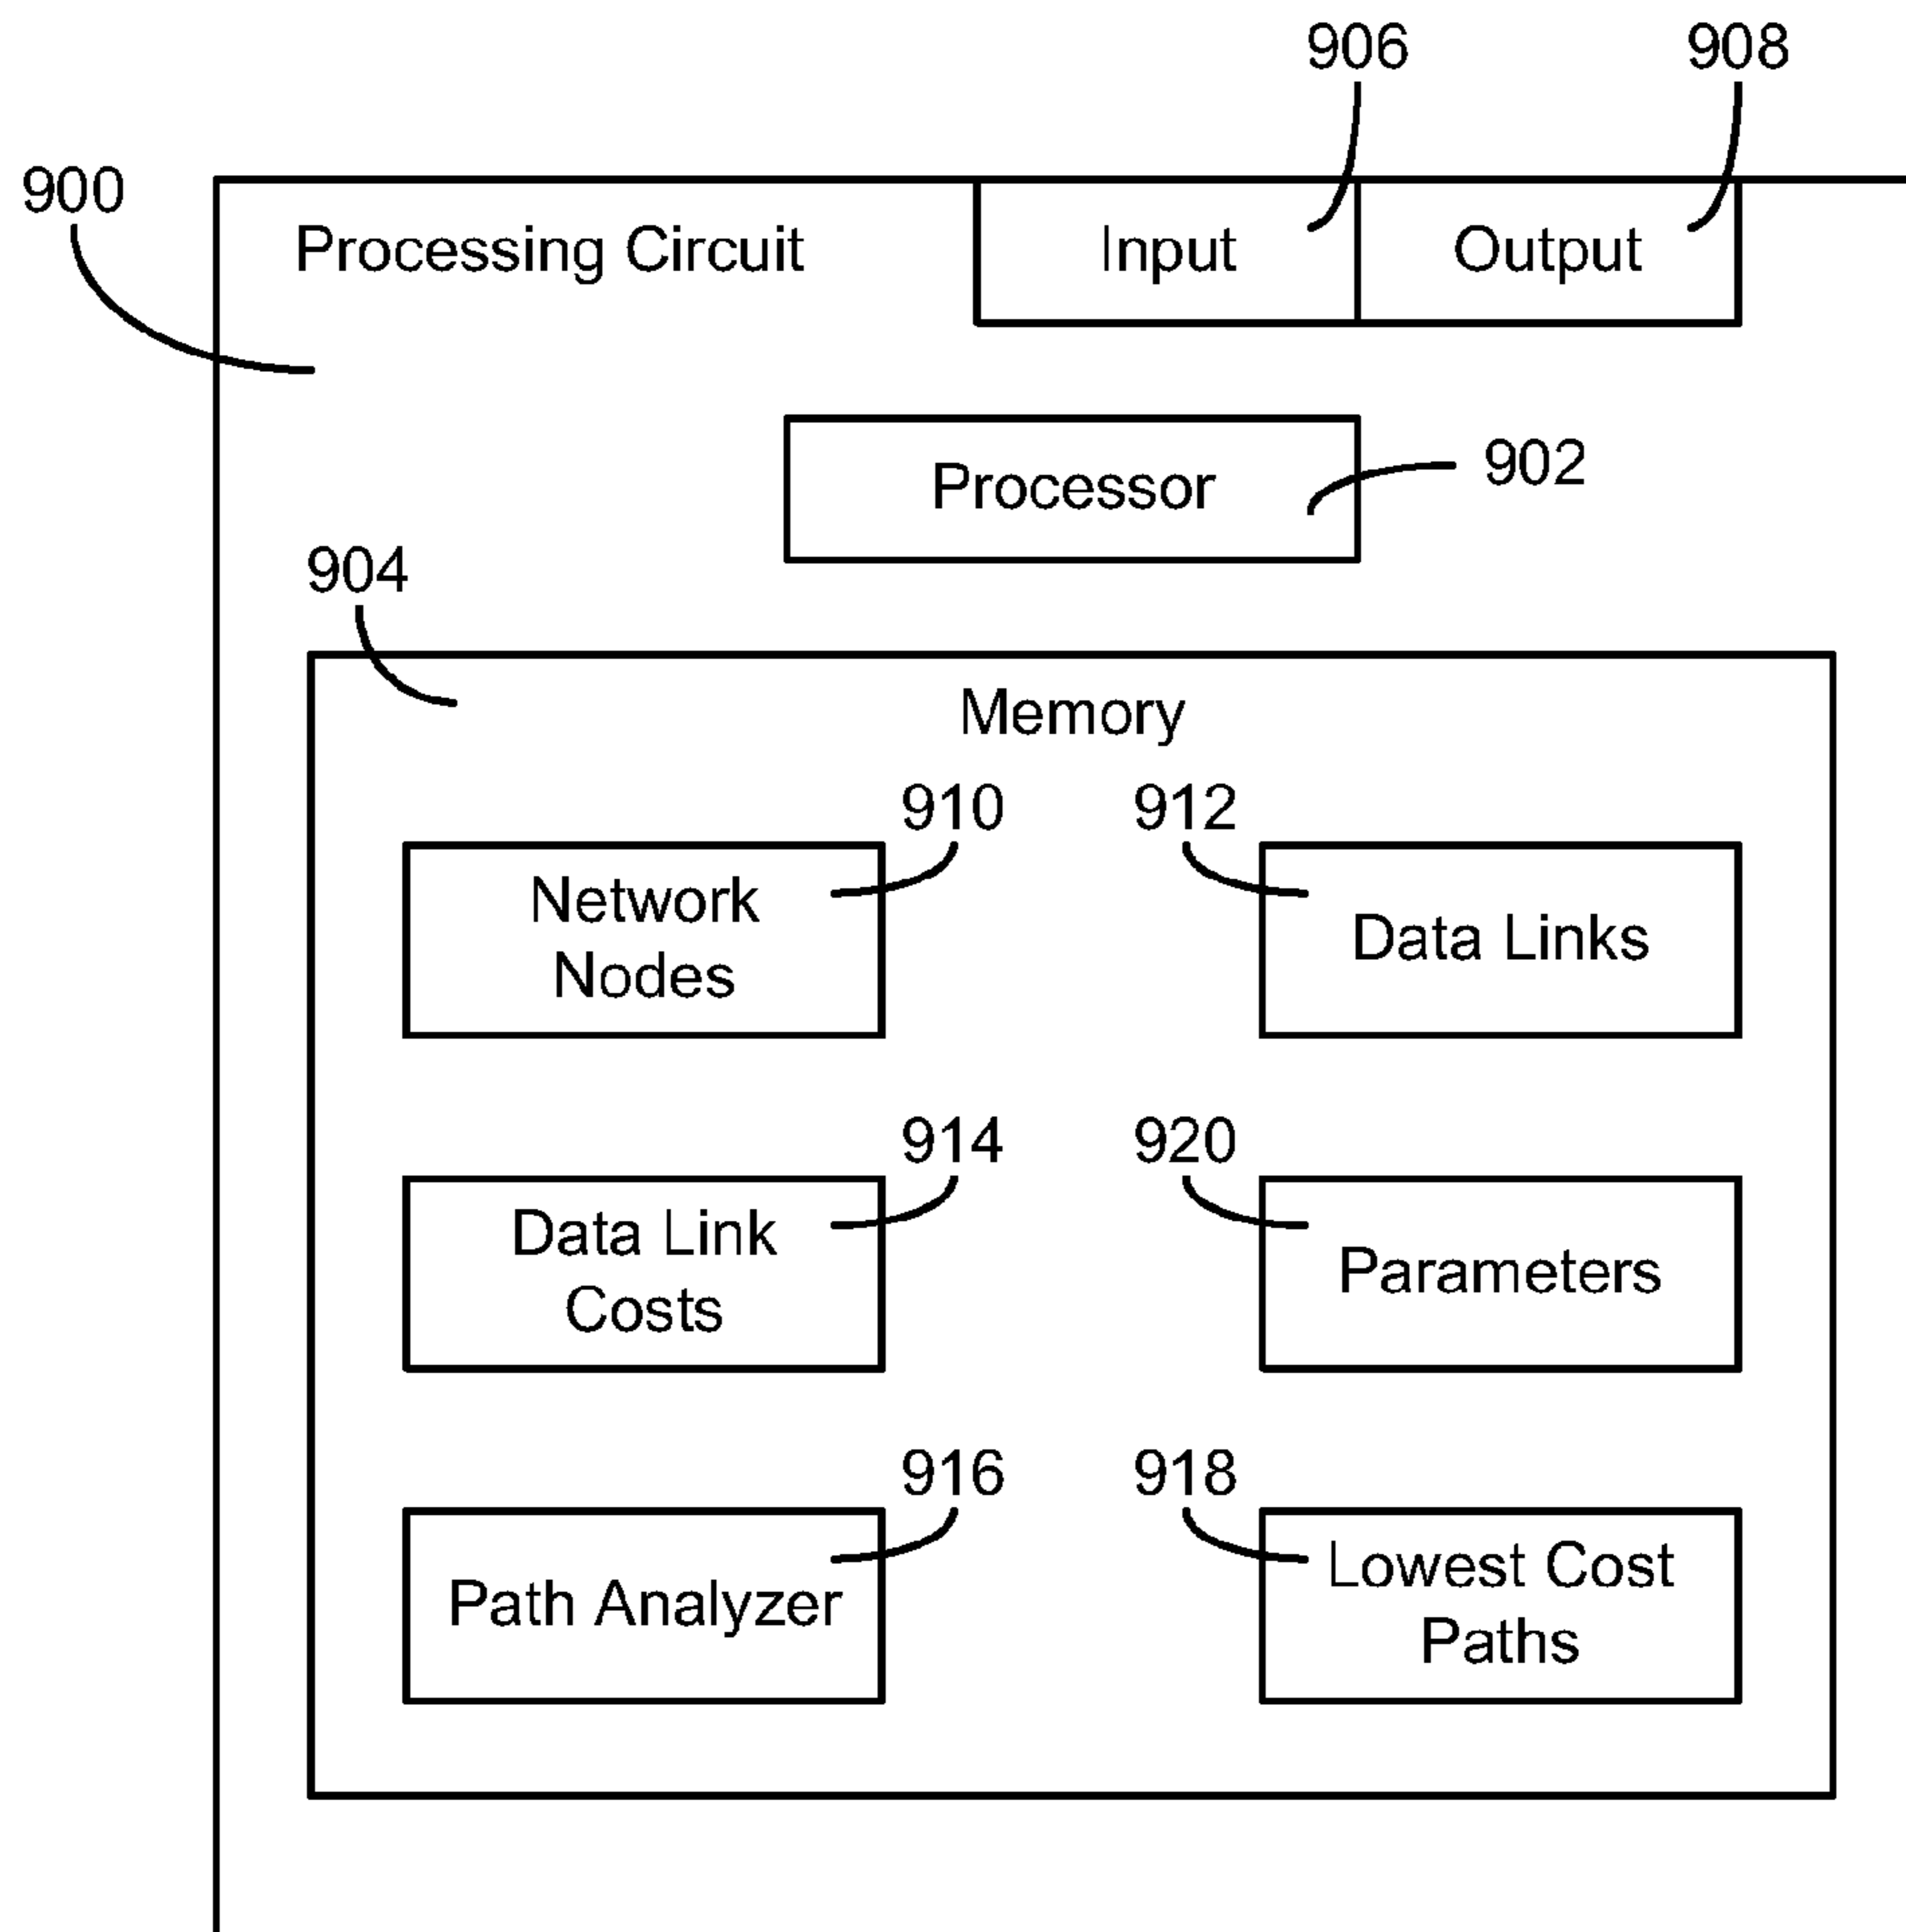 906
908
900
Processing Circuit
Input
Output
Processor
902
904
Memory
910
912
Network
Nodes
Data Links
914
920
Data Link
Costs
Parameters
916
918
Path Analyzer
Lowest Cost
Paths